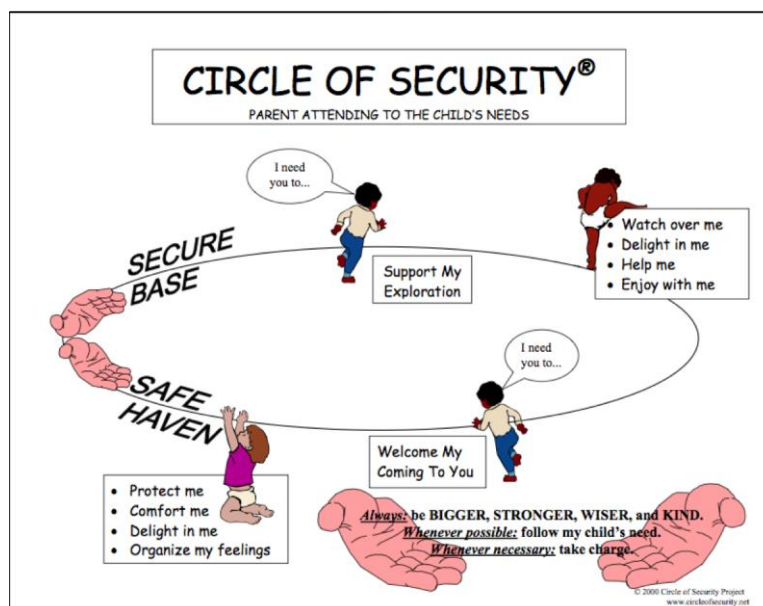 CIRCLE OF SECURITY®
PARENT ATTENDING TO THE CHILD'S NEEDS
I need
you to...
SECURE
BASE
Support My
Exploration
• Watch over me
• Delight in me
• Help me
• Enjoy with me
I need
you to...
SAFE
HAVEN
Welcome My
Coming To You
• Protect me
• Comfort me
• Delight in me
• Organize my feelings
Always: be BIGGER, STRONGER, WISER, and KIND.
Whenever possible: follow my child's need.
Whenever necessary: take charge.
© 2000 Circle of Security Project
www.circleofsecurity.net